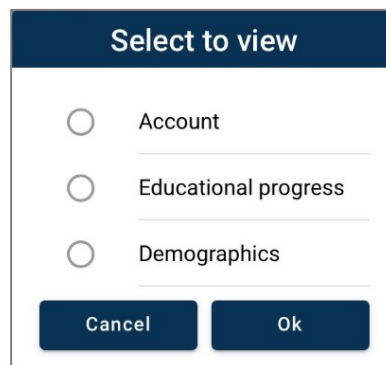 Select to view
Account
Educational progress
Demographics
Cancel Ok